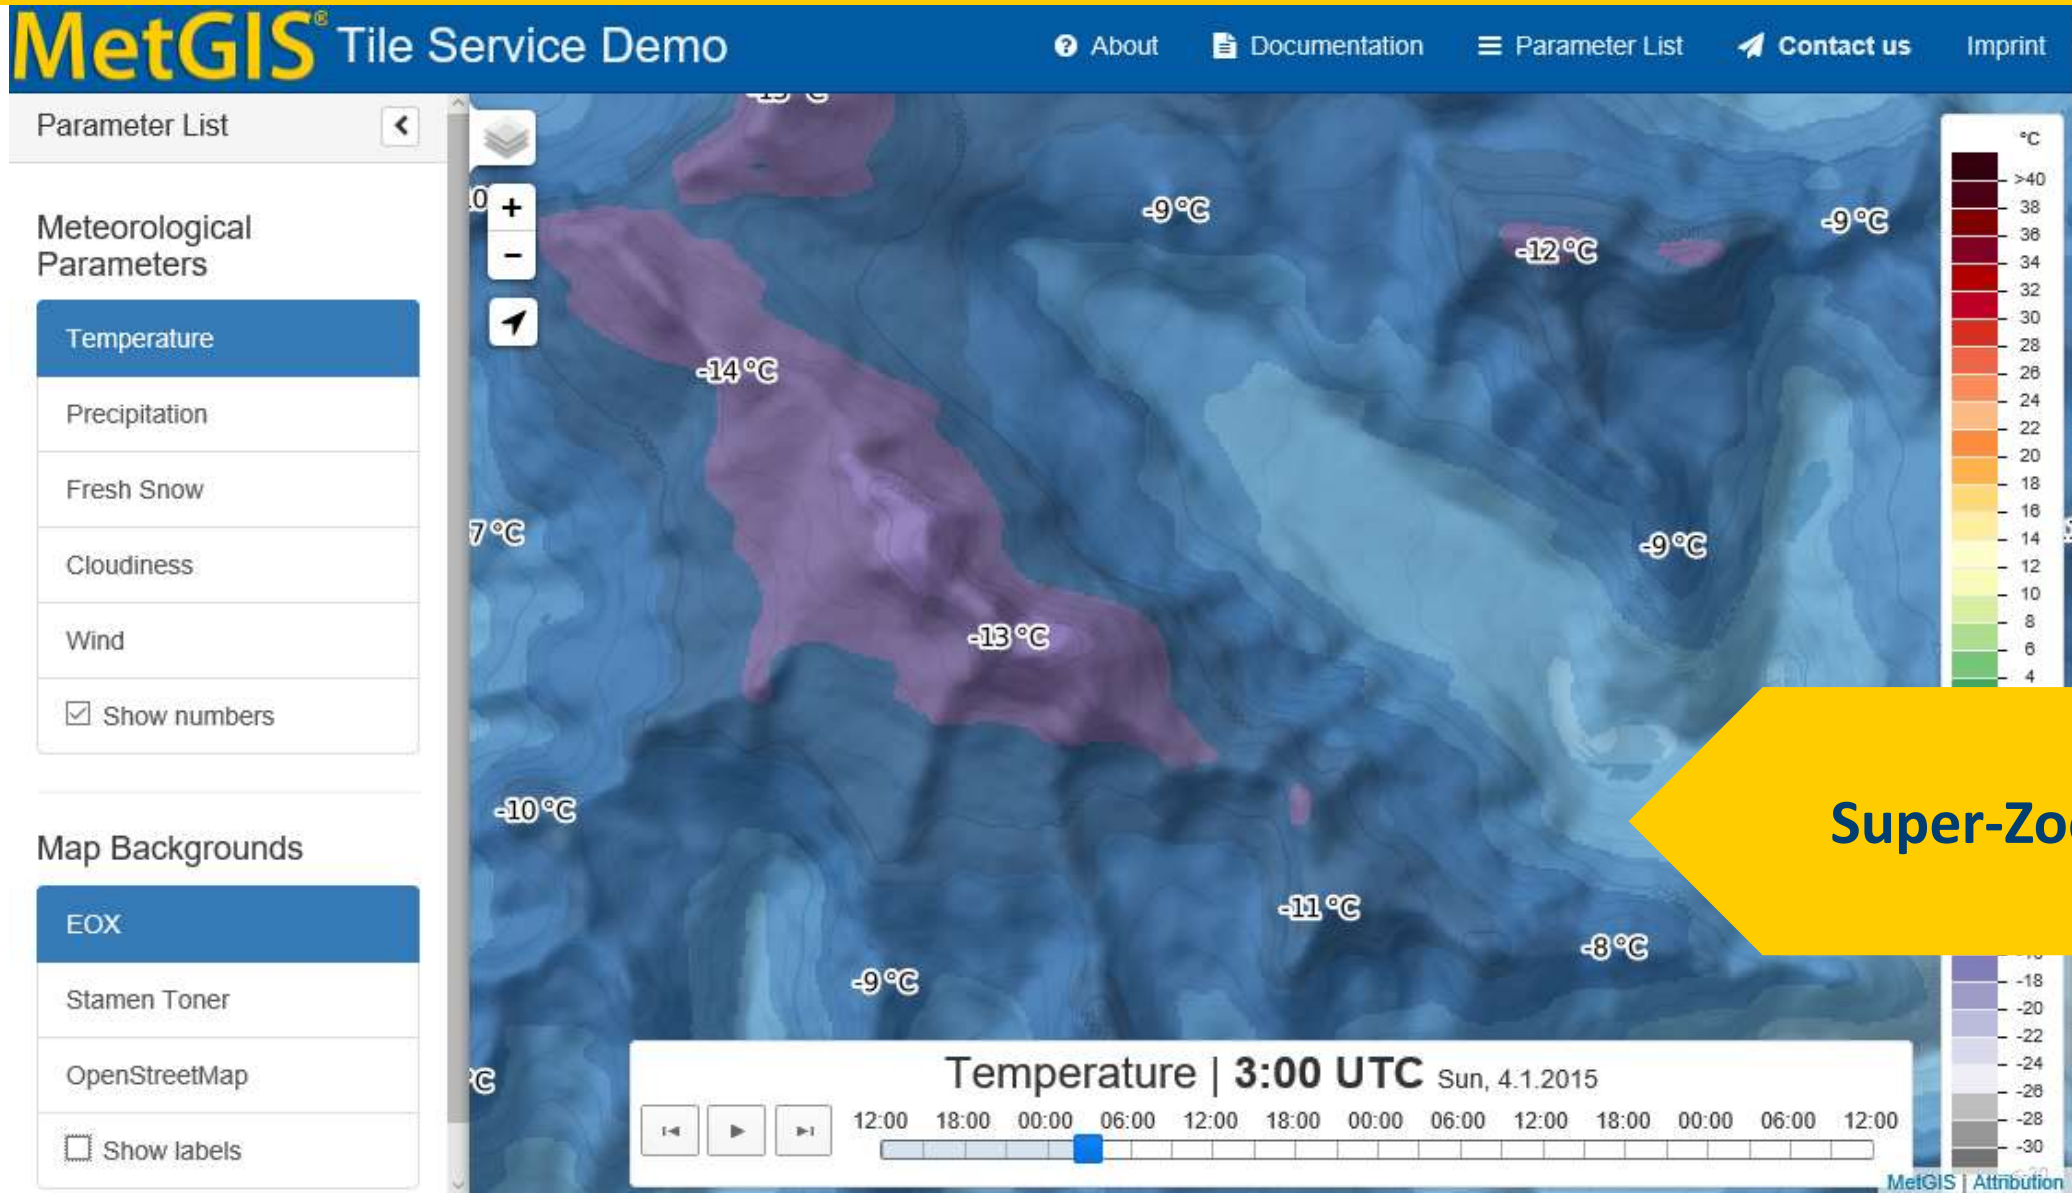 MetGIS® Tile Service Demo
About
Documentation
Parameter List
Contact us
Imprint
Parameter List
Meteorological
Parameters
Temperature
Precipitation
Fresh Snow
Cloudiness
Wind
Show numbers
Map Backgrounds
EOX
Stamen Toner
OpenStreetMap
Show labels
-9 °C
-9 °C
-12 °C
-14 °C
7 °C
-9 °C
-13 °C
-10 °C
-11 °C
-8 °C
-9 °C
°C
°C
>40
38
36
34
32
30
28
26
24
22
20
18
16
14
12
10
8
6
4
Super-Zo
-18
-20
-22
-24
-26
-28
-30
Temperature | 3:00 UTC Sun, 4.1.2015
12:00 18:00 00:00 06:00 12:00 18:00 00:00 06:00 12:00 18:00 00:00 06:00 12:00
MetGIS | Attribution